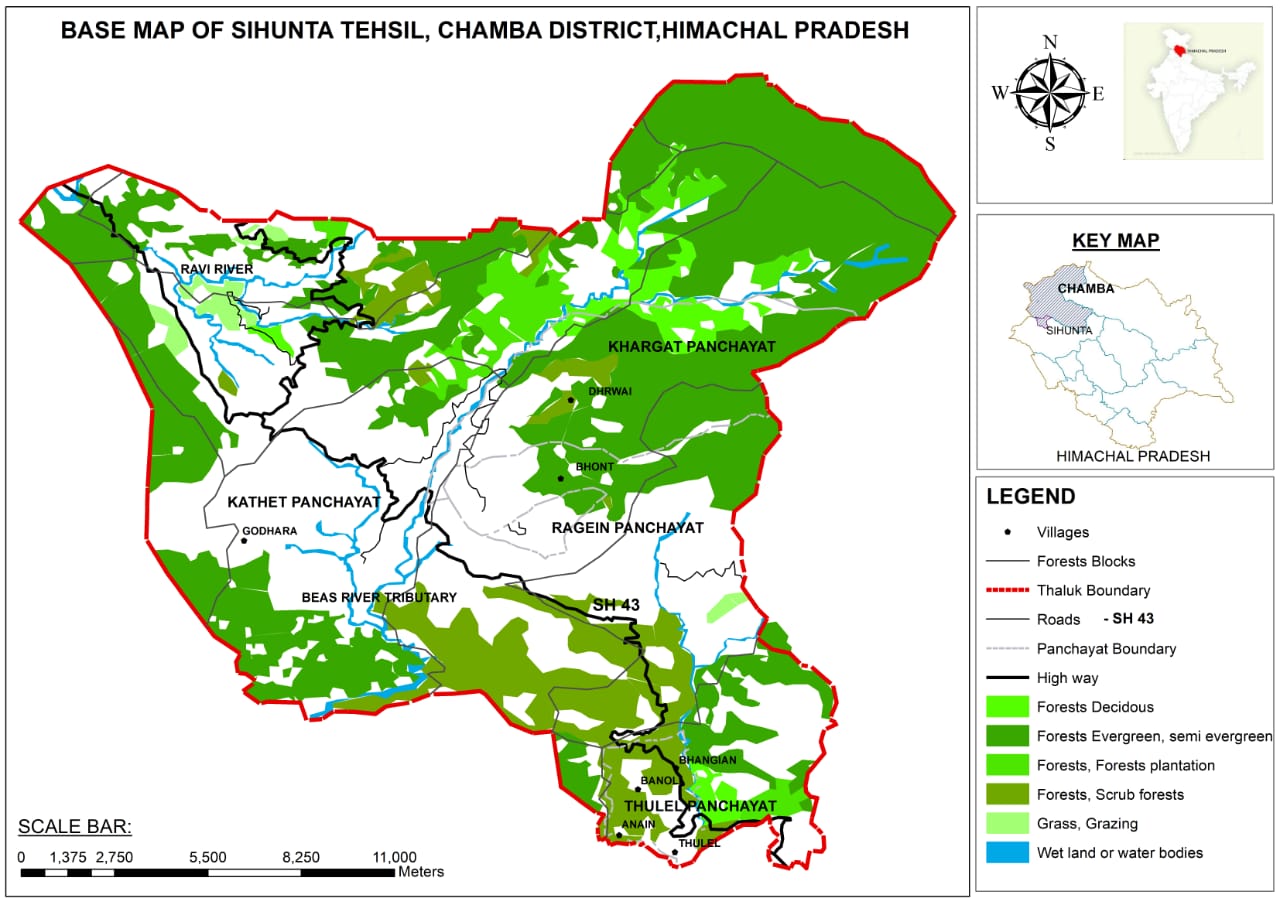 BASE MAP OF SIHUNTA TEHSIL, CHAMBA DISTRICT,HIMACHAL PRADESH
RAVI RIVER
KHARGAT PANCHAYAT
DHRWAI
BHONT
KATHET PANCHAYAT
GODHARA
RAGEIN PANCHAYAT
BEAS RIVER TRIBUTARY
SH 43
BHANGIAN
BANOL
THULEL PANCHAYAT
ANAIN
THULEL
SCALE BAR:
0 1,375 2,750 5,500 8,250 11,000
Meters
N
W E
S
HIMACHAL PRADESH
KEY MAP
CHAMBA
SIHUNTA
HIMACHAL PRADESH
LEGEND
Villages
Forests Blocks
Thaluk Boundary
Roads - SH 43
Panchayat Boundary
High way
Forests Decidous
Forests Evergreen, semi evergreen
Forests, Forests plantation
Forests, Scrub forests
Grass, Grazing
Wet land or water bodies